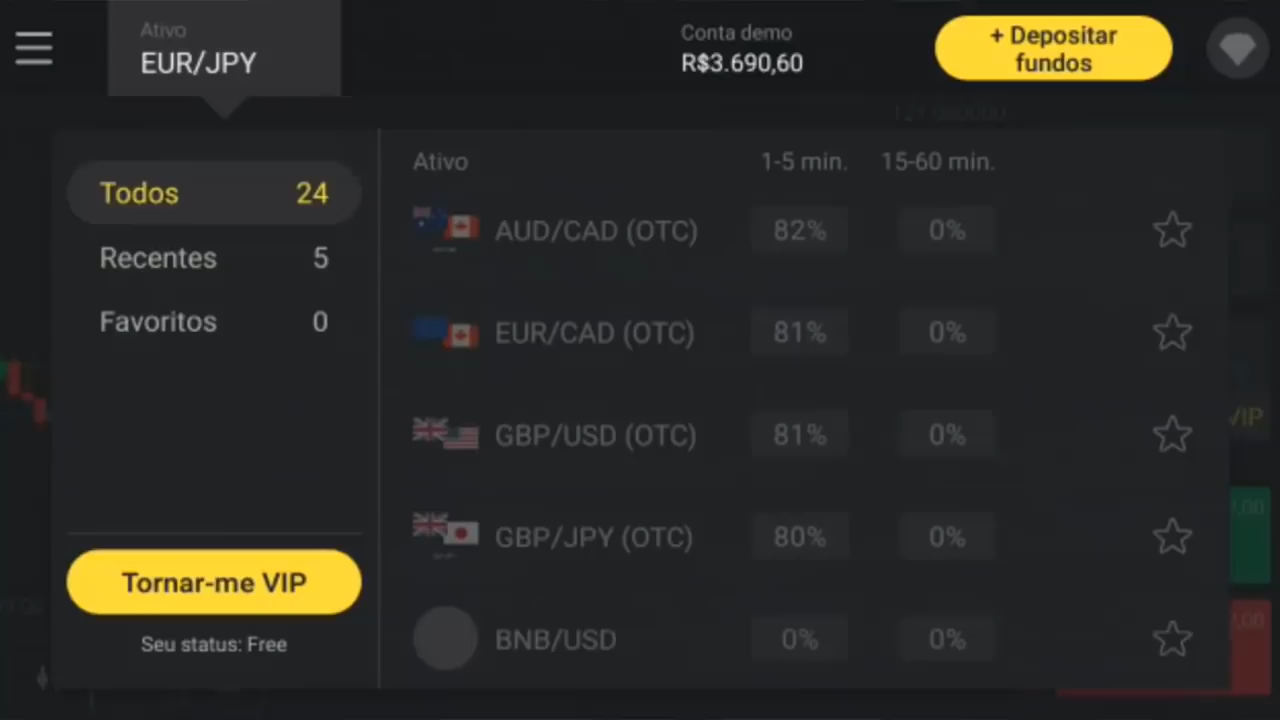 Ativo
EUR/JPY
Conta demo
R$3.690,60
+ Depositar
fundos
Todos 24
Recentes 5
Favoritos 0
Tornar-me VIP
Seu status: Free
Ativo 1-5 min. 15-60 min.
AUD/CAD (OTC) 82% 0%
EUR/CAD (OTC) 81% 0%
GBP/USD (OTC) 81% 0%
GBP/JPY (OTC) 80% 0%
BNB/USD 0% 0%
VIP